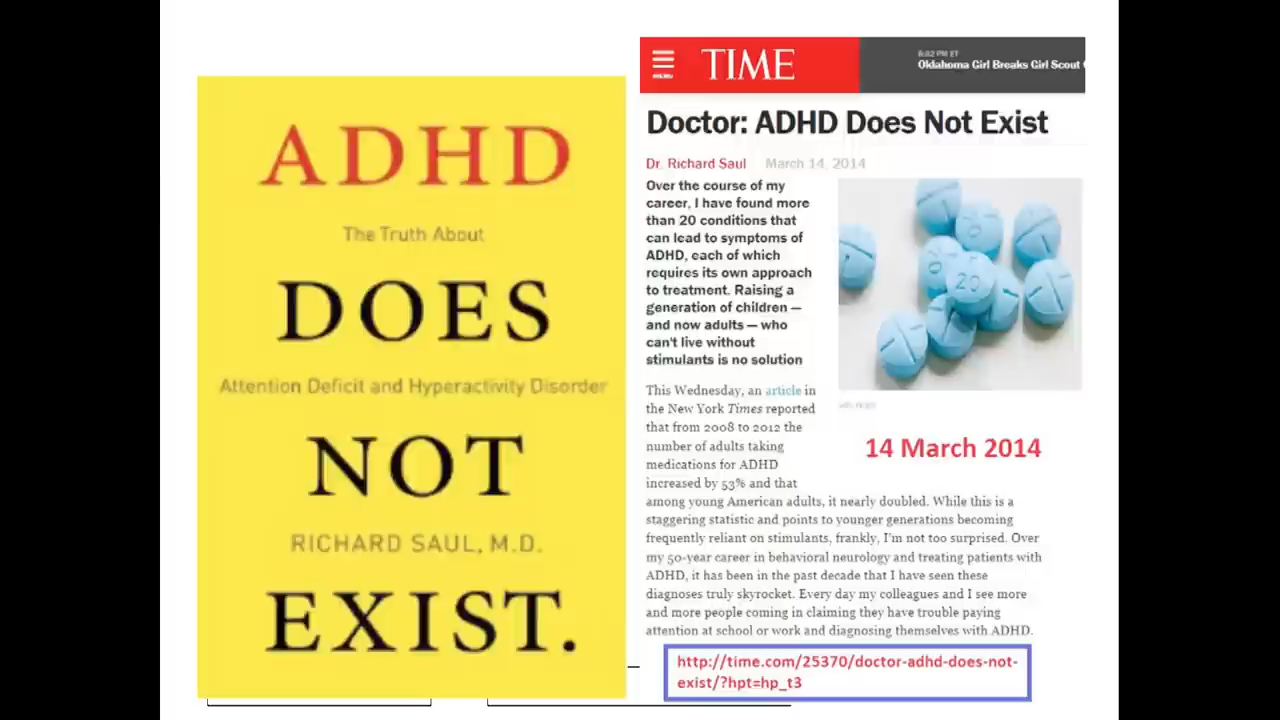 ADHD
The Truth About
DOES
Attention Deficit and Hyperactivity Disorder
NOT
RICHARD SAUL, M.D.
EXIST.
TIME
8:02 PM ET
Oklahoma Girl Breaks Girl Scout
Doctor: ADHD Does Not Exist
Dr. Richard Saul March 14, 2014
Over the course of my
career, I have found more
than 20 conditions that
can lead to symptoms of
ADHD, each of which
requires its own approach
to treatment. Raising a
generation of children —
and now adults — who
can't live without
stimulants is no solution
20
This Wednesday, an article in
the New York Times reported
that from 2008 to 2012 the
number of adults taking
medications for ADHD
increased by 53% and that
among young American adults, it nearly doubled. While this is a
staggering statistic and points to younger generations becoming
frequently reliant on stimulants, frankly, I'm not too surprised. Over
my 50-year career in behavioral neurology and treating patients with
ADHD, it has been in the past decade that I have seen these
diagnoses truly skyrocket. Every day my colleagues and I see more
and more people coming in claiming they have trouble paying
attention at school or work and diagnosing themselves with ADHD.
14 March 2014
http://time.com/25370/doctor-adhd-does-not-
exist/?hpt=hp_t3